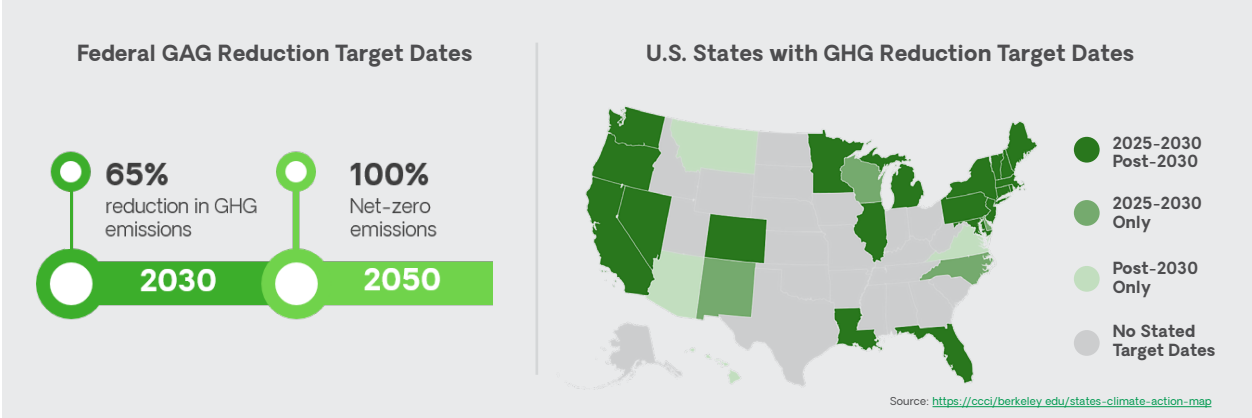 Federal GAG Reduction Target Dates
65%
reduction in GHG
emissions
100%
Net-zero
emissions
2030
2050
U.S. States with GHG Reduction Target Dates
2025-2030
Post-2030
2025-2030
Only
Post-2030
Only
No Stated
Target Dates
Source: https://ccci/berkeley edu/states-climate-action-map